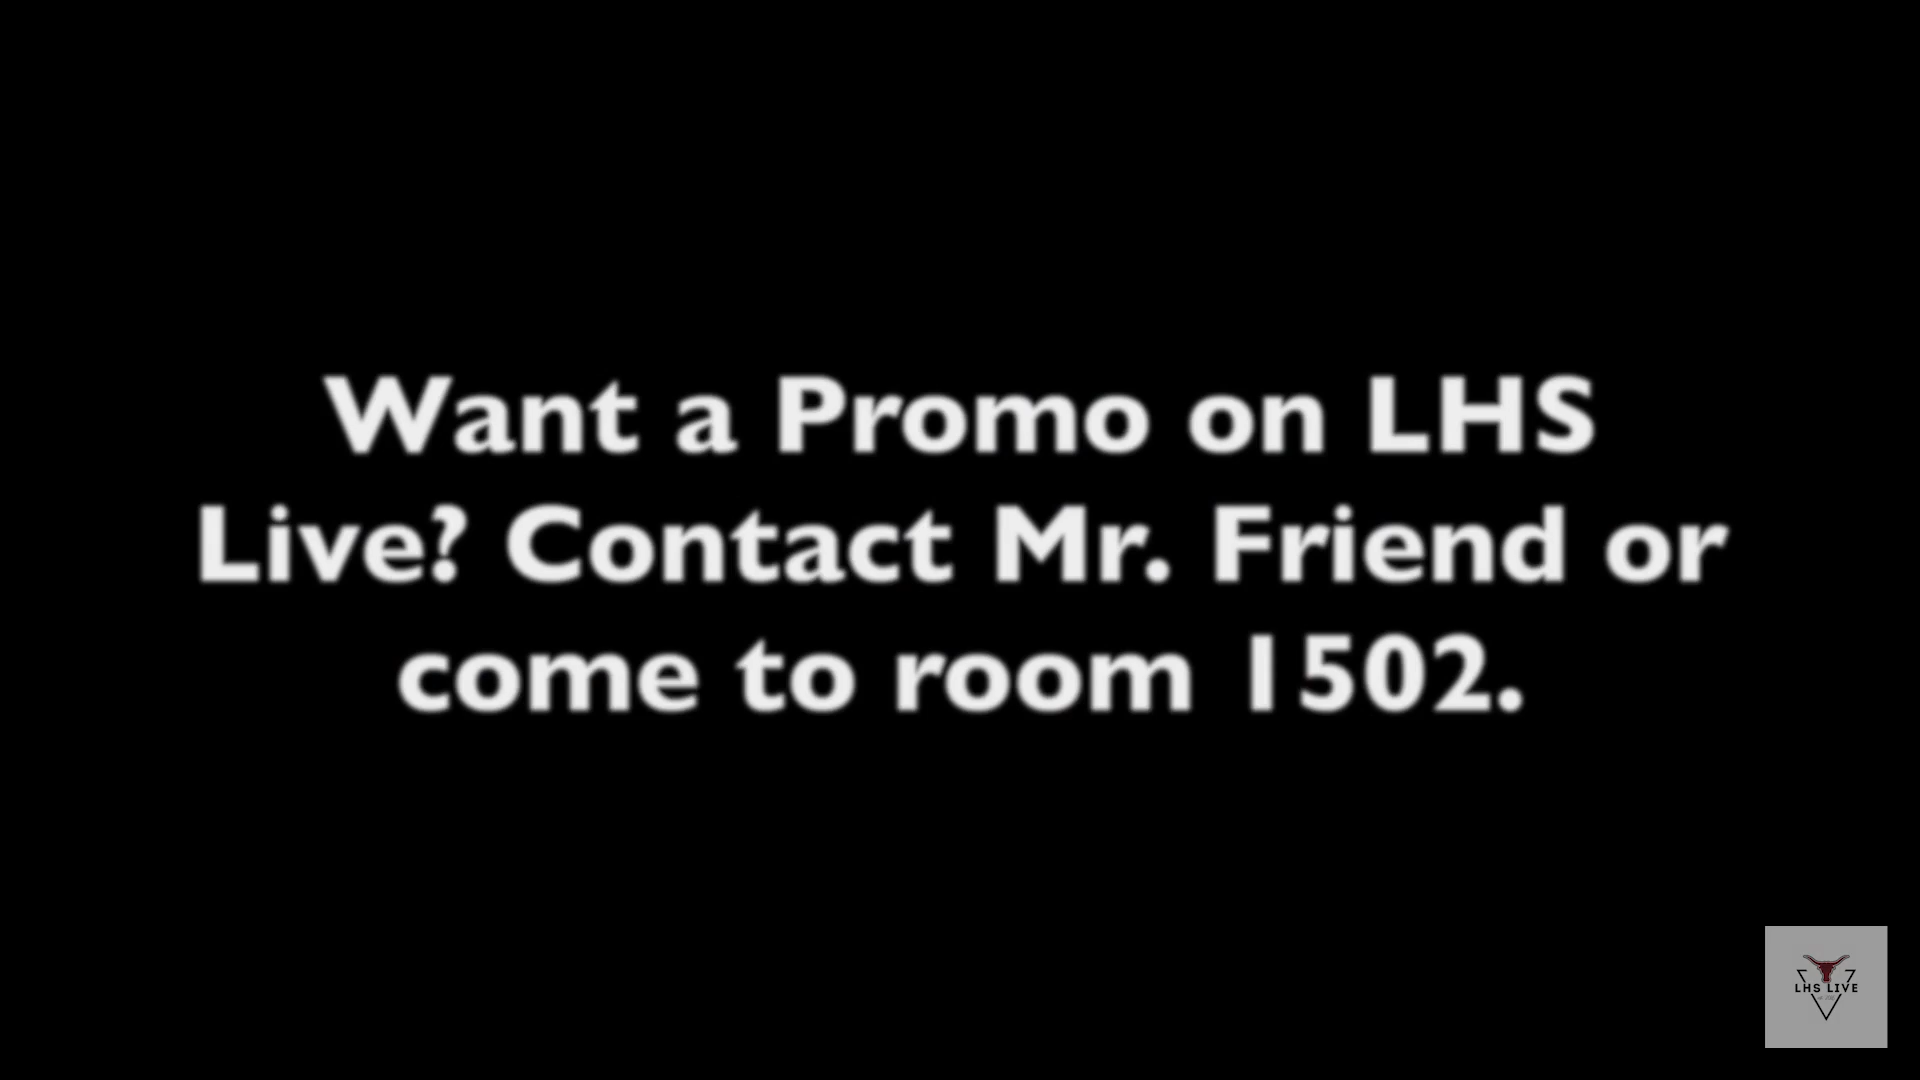 Want a Promo on LHS
Live? Contact Mr. Friend or
come to room 1502.
LHS LIVE